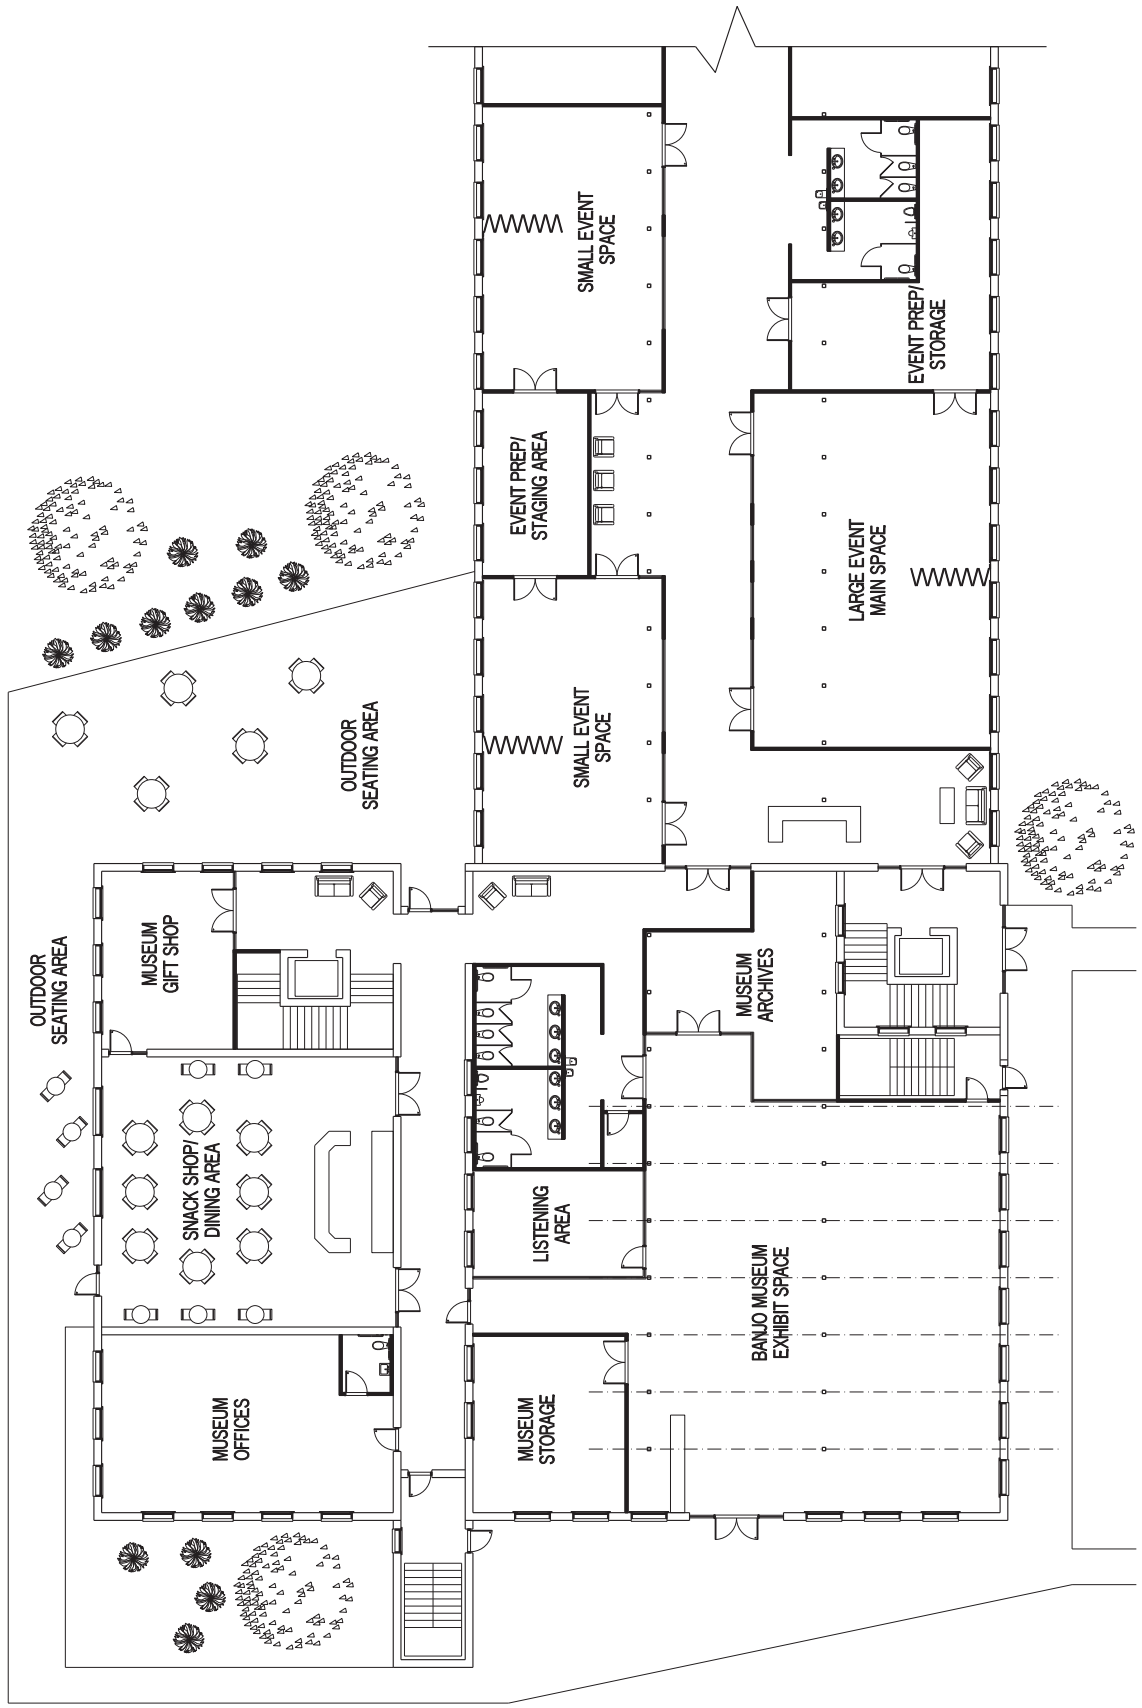 SMALL EVENT
SPACE
EVENT PREP/
STORAGE
EVENT PREP/
STAGING AREA
LARGE EVENT
MAIN SPACE
SMALL EVENT
SPACE
OUTDOOR
SEATING AREA
OUTDOOR
SEATING AREA
MUSEUM
GIFT SHOP
MUSEUM
ARCHIVES
SNACK SHOP/
DINING AREA
LISTENING
AREA
BANJO MUSEUM
EXHIBIT SPACE
MUSEUM
OFFICES
MUSEUM
STORAGE